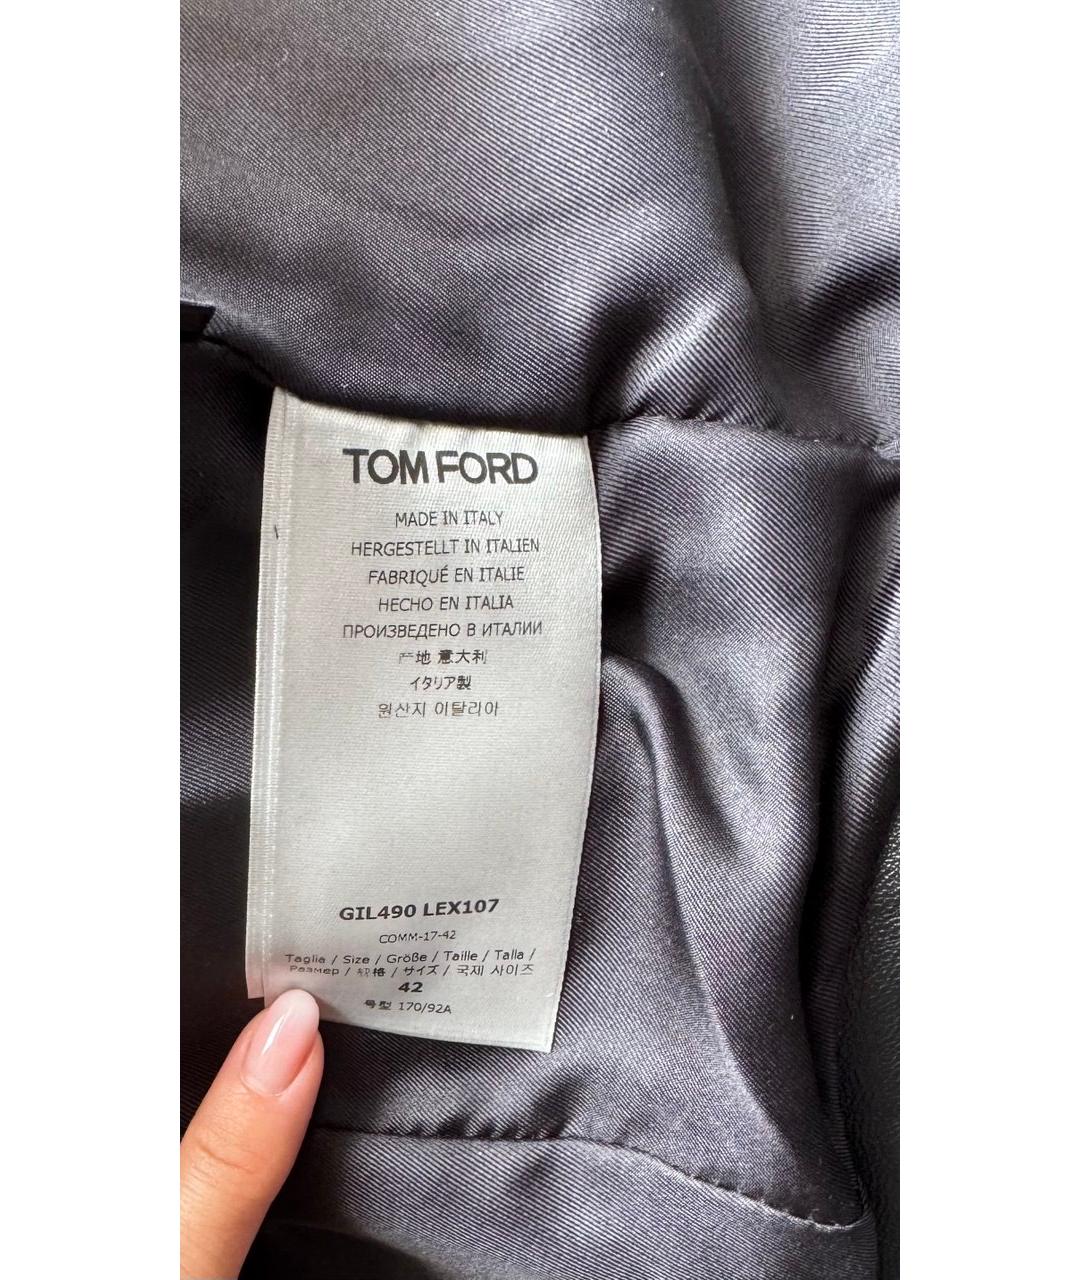 TOM FORD
MADE IN ITALY
HERGESTELLT IN ITALIEN
FABRIQUÉ EN ITALIE
HECHO EN ITALIA
ПРОИЗВЕДЕНО В ИТАЛИИ
产地 意大利
イタリア製
원산지 이탈리아
GIL490 LEX107
COMM-17-42
Taglia / Size / Größe / Taille / Talla /
Размер / 规格 / サイズ / 국제 사이즈
42
号型 170/92A